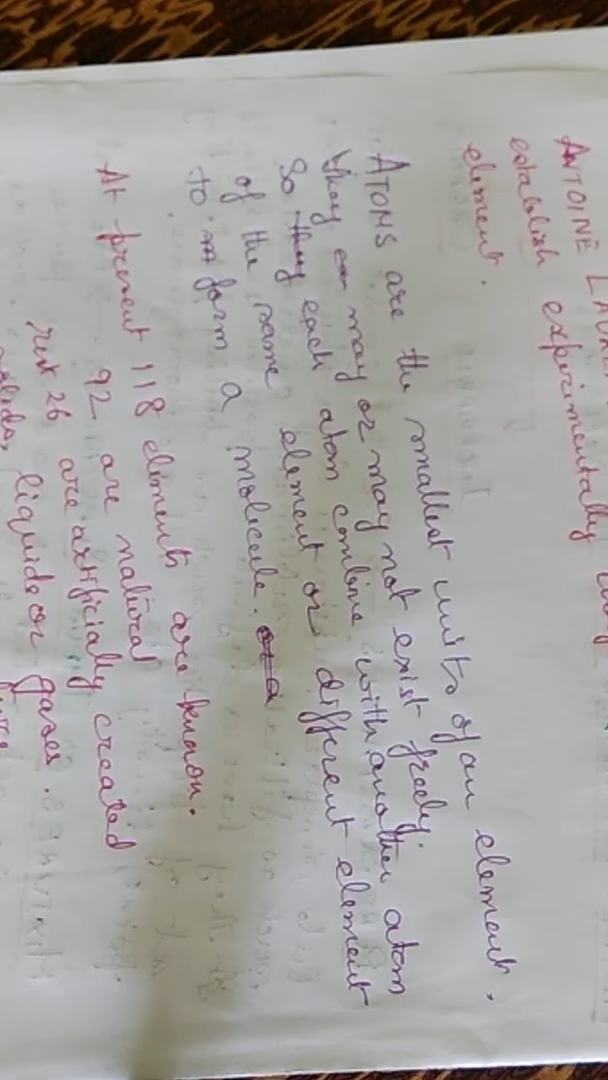 ANTOINE
establish experimentally
element.
ATOMS are the smallest units of an element.
they may or may not exist freely.
So each atom combine with another atom
of the same element or different element
to form a molecule.
At present 118 elements are known.
92 are natural
rest 26 are artificially created
solids, liquids or gases.